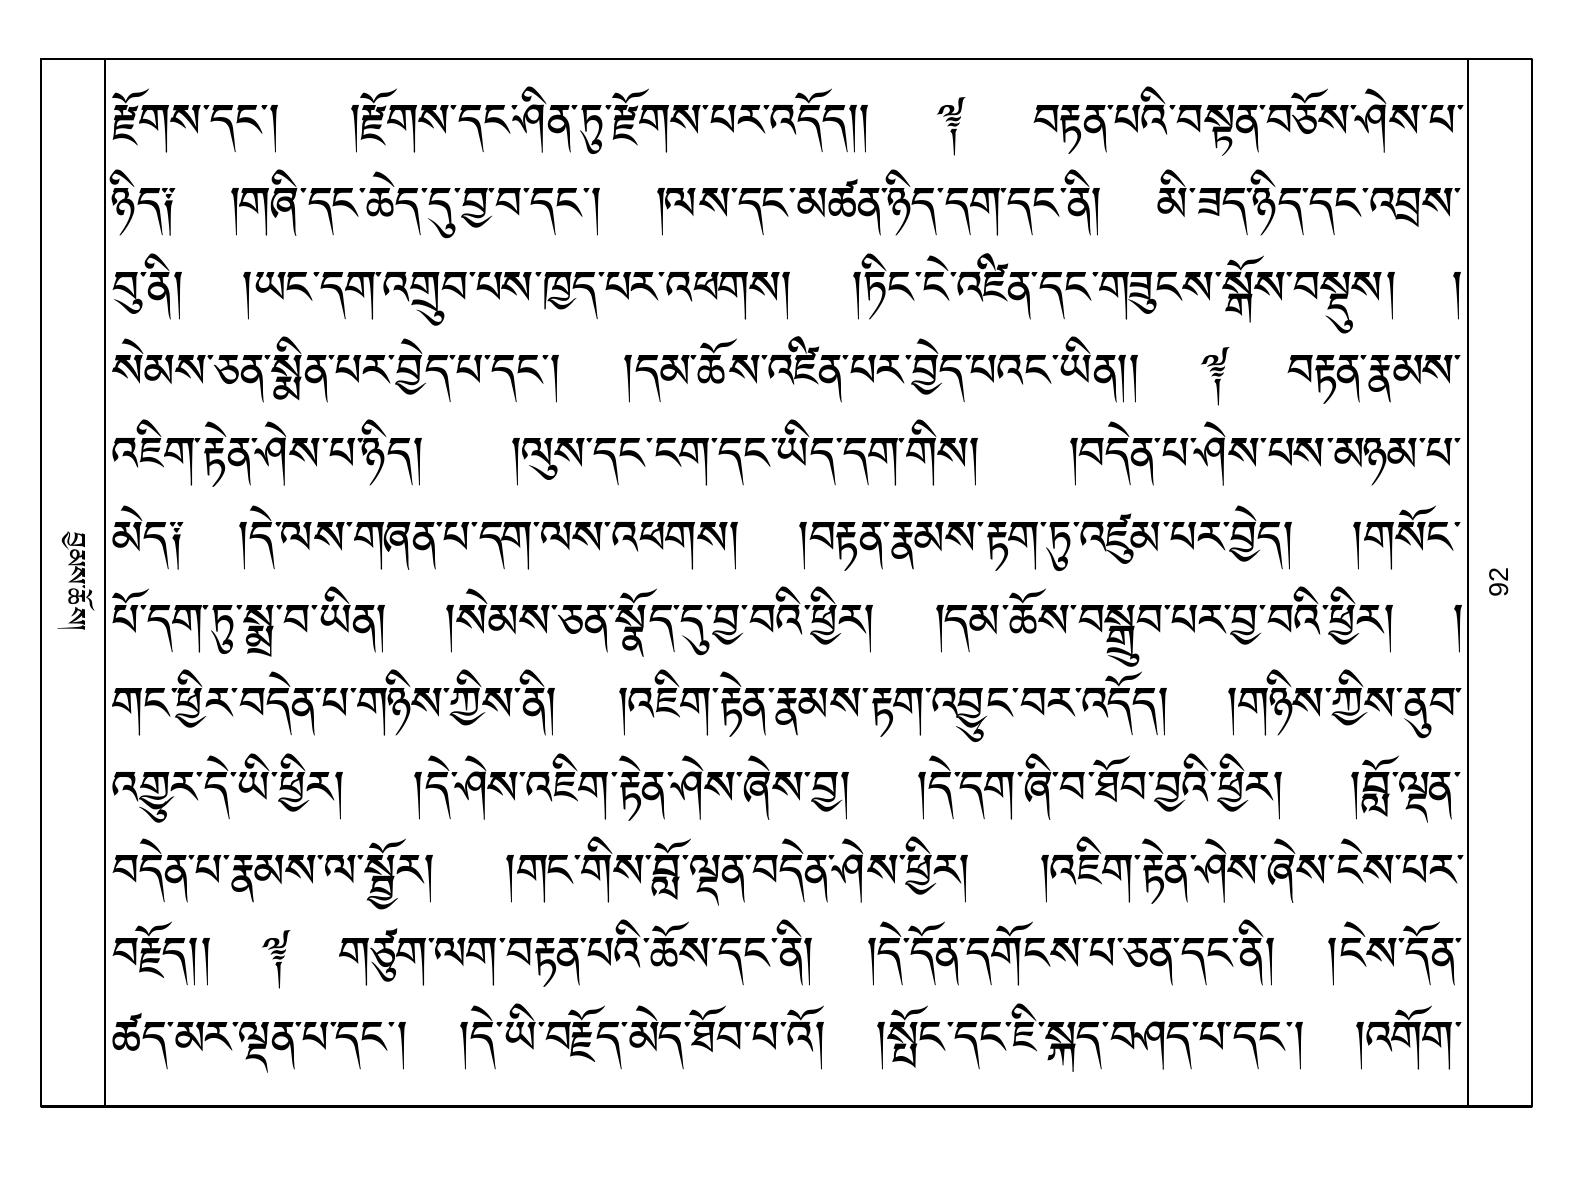 རྫོགས་དང་། །རྫོགས་དང་ཤིན་ཏུ་རྫོགས་པར་འདོད།། ༈ བརྟན་པའི་བསྟན་བཅོས་ཤེས་པ་
ཉིད༑ །གཞི་དང་ཆེད་དུ་བྱ་བ་དང་། །ལས་དང་མཚན་ཉིད་དག་དང་ནི། མི་ཟད་ཉིད་དང་འབྲས་
བུ་ནི། །ཡང་དག་འགྲུབ་པས་ཁྱད་པར་འཕགས། །ཏིང་ངེ་འཛིན་དང་གཟུངས་སྒོས་བསྡུས། །
སེམས་ཅན་སྨིན་པར་བྱེད་པ་དང་། །དམ་ཆོས་འཛིན་པར་བྱེད་པའང་ཡིན།། ༈ བརྟན་རྣམས་
འཇིག་རྟེན་ཤེས་པ་ཉིད། །ལུས་དང་ངག་དང་ཡིད་དག་གིས། །བདེན་པ་ཤེས་པས་མཉམ་པ་
མེད༑ །དེ་ལས་གཞན་པ་དག་ལས་འཕགས། །བརྟན་རྣམས་རྟག་ཏུ་འཛུམ་པར་བྱེད། །གསོང་
པོ་དག་ཏུ་སྨྲ་བ་ཡིན། །སེམས་ཅན་སྣོད་དུ་བྱ་བའི་ཕྱིར། །དམ་ཆོས་བསྒྲུབ་པར་བྱ་བའི་ཕྱིར། །
གང་ཕྱིར་བདེན་པ་གཉིས་ཀྱིས་ནི། །འཇིག་རྟེན་རྣམས་རྟག་འབྱུང་བར་འདོད། །གཉིས་ཀྱིས་ནུབ་
འགྱུར་དེ་ཡི་ཕྱིར། །དེ་ཤེས་འཇིག་རྟེན་ཤེས་ཞེས་བྱ། །དེ་དག་ཞི་བ་ཐོབ་བྱའི་ཕྱིར། །བློ་ལྡན་
བདེན་པ་རྣམས་ལ་སྦྱོར། །གང་གིས་བློ་ལྡན་བདེན་ཤེས་ཕྱིར། །འཇིག་རྟེན་ཤེས་ཞེས་ངེས་པར་
བརྗོད།། ༈ གཙུག་ལག་བརྟན་པའི་ཆོས་དང་ནི། །དེ་དོན་དགོངས་པ་ཅན་དང་ནི། །ངེས་དོན་
ཚད་མར་ལྡན་པ་དང་། །དེ་ཡི་བརྗོད་མེད་ཐོབ་པ་འོ། །སྤོང་དང་ཇི་སྐད་བཤད་པ་དང་། །འགོག་
བྱམས་ཆོས།
92